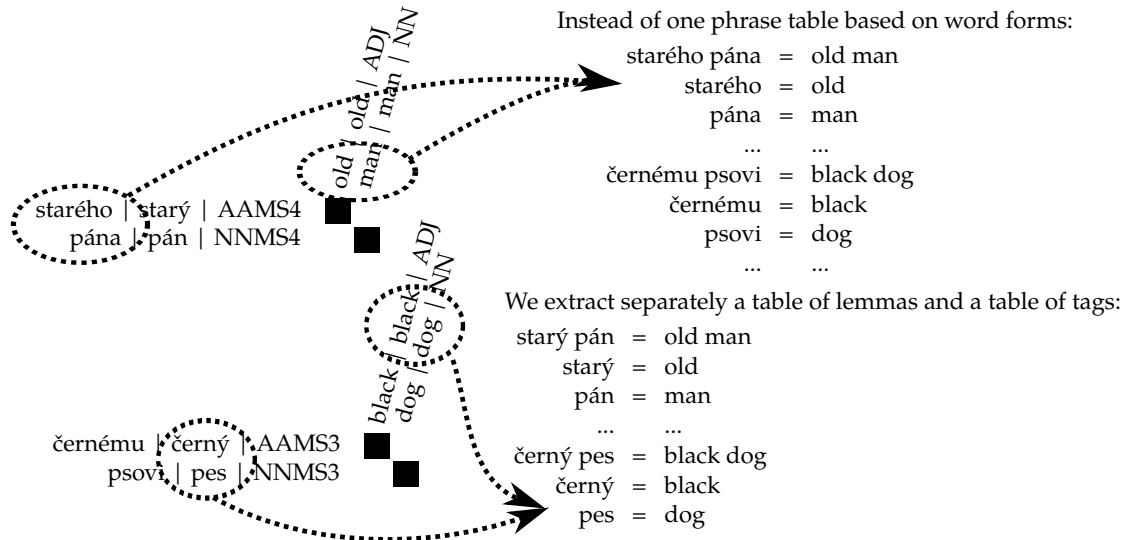 Instead of one phrase table based on word forms:
starého pána = old man
starého = old
pána = man
... ...
černému psovi = black dog
černému = black
psovi = dog
... ...
old | old | ADJ
man | man | NN
starého | starý | AAMS4
pána | pán | NNMS4
We extract separately a table of lemmas and a table of tags:
starý pán = old man
starý = old
pán = man
... ...
černý pes = black dog
černý = black
pes = dog
black | black | ADJ
dog | dog | NN
černému | černý | AAMS3
psovi | pes | NNMS3